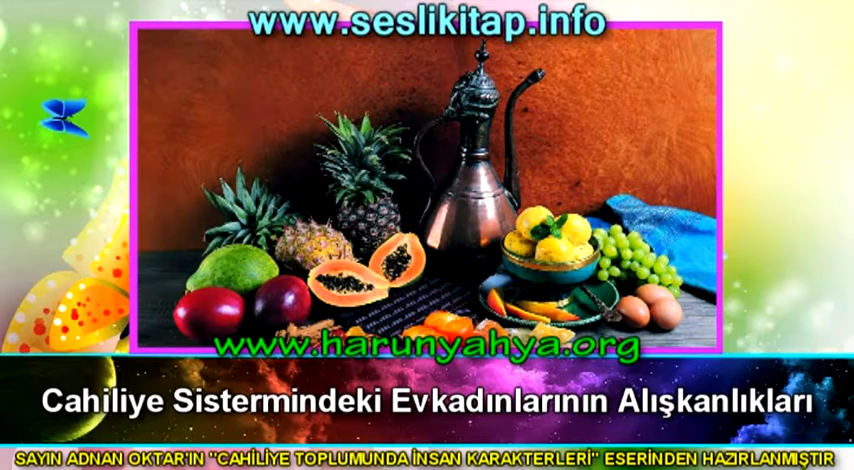 www.seslikitap.info
www.harunyahya.org
Cahiliye Sistermindeki Evkadınlarının Alışkanlıkları
SAYIN ADNAN OKTAR'IN "CAHİLİYE TOPLUMUNDA İNSAN KARAKTERLERİ" ESERİNDEN HAZIRLANMIŞTIR